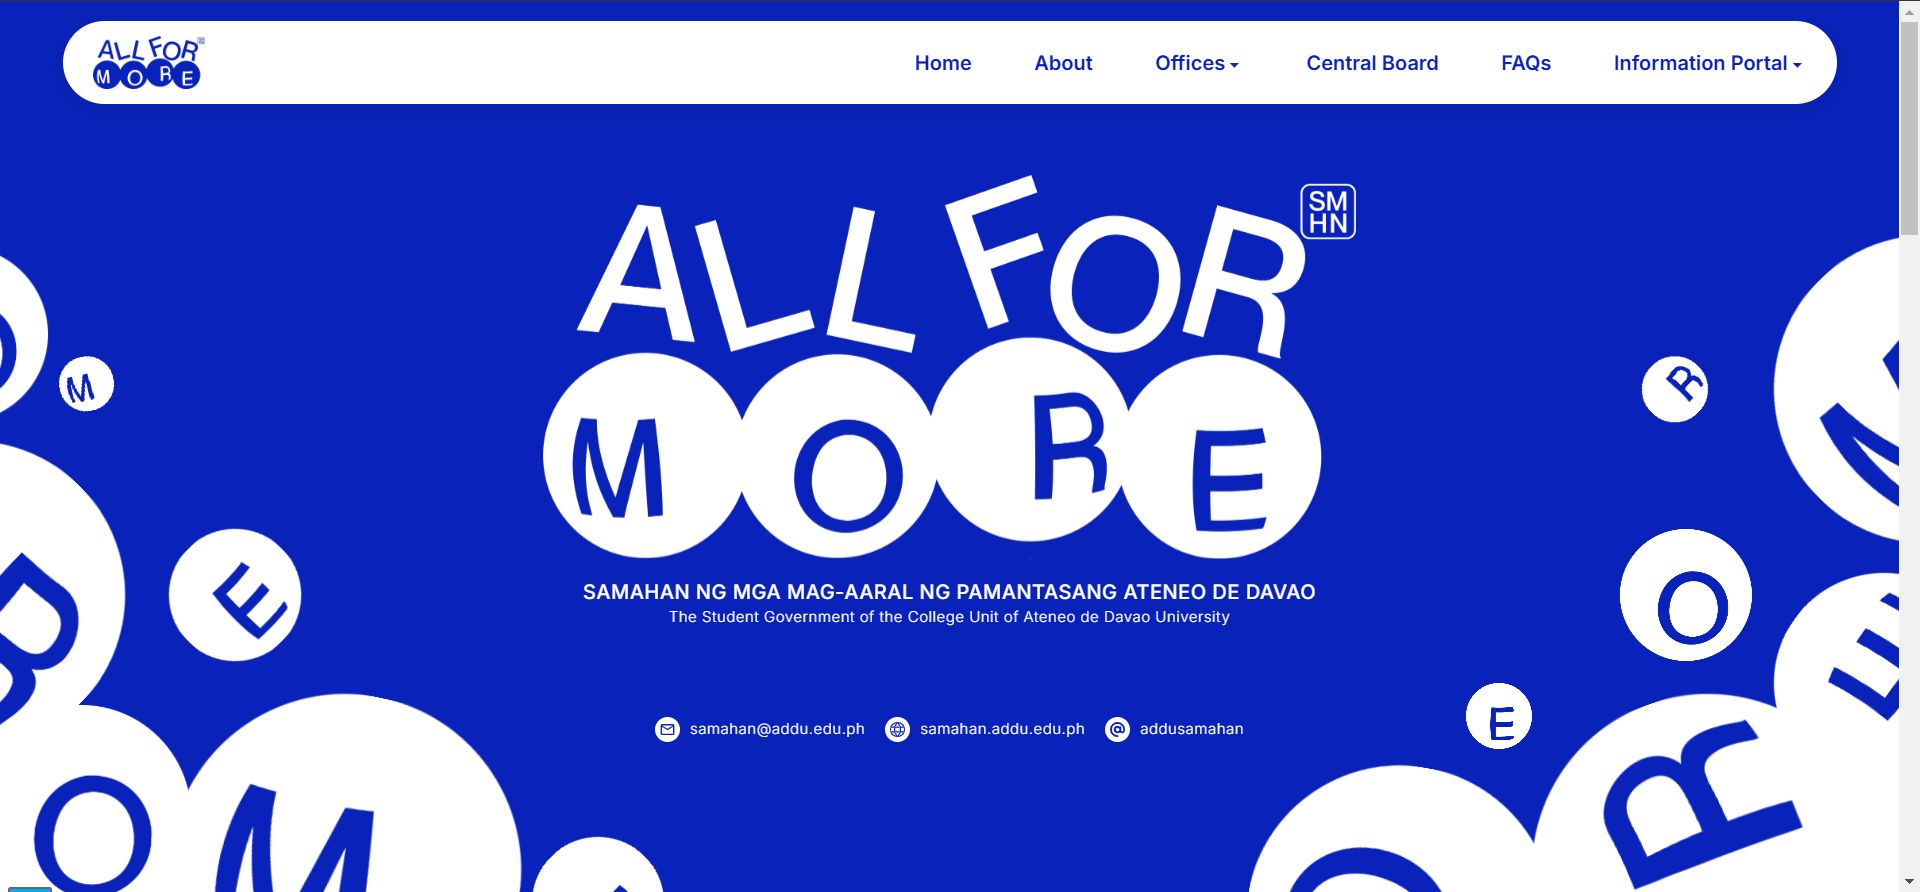 ALL FOR
MORE
Home
About
Offices
Central Board
FAQs
Information Portal
ALL FOR
SM
HN
MORE
SAMAHAN NG MGA MAG-AARAL NG PAMANTASANG ATENEO DE DAVAO
The Student Government of the College Unit of Ateneo de Davao University
samahan@addu.edu.ph
samahan.addu.edu.ph
@ addusamahan
M
R
E
O
E
R
E
O
M
R